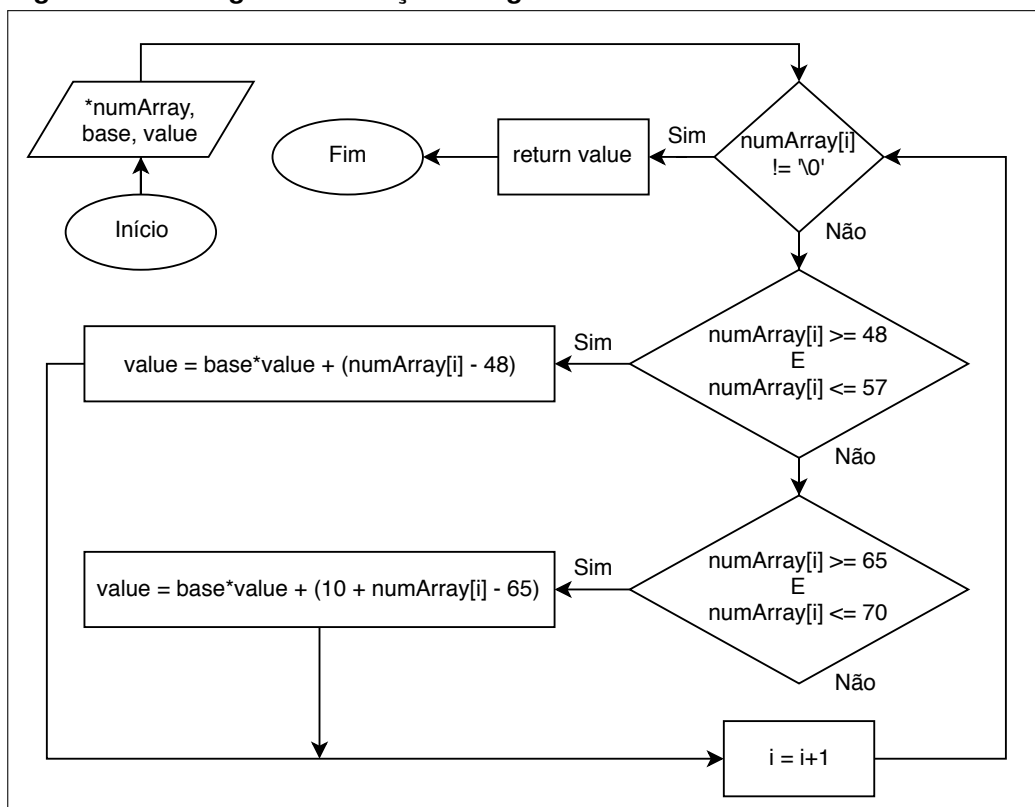 *numArray,
base, value
Início
Fim
return value
Sim
numArray[i]
!= '\0'
Não
numArray[i] >= 48
E
numArray[i] <= 57
Sim
value = base*value + (numArray[i] - 48)
Não
numArray[i] >= 65
E
numArray[i] <= 70
Sim
value = base*value + (10 + numArray[i] - 65)
Não
i = i+1